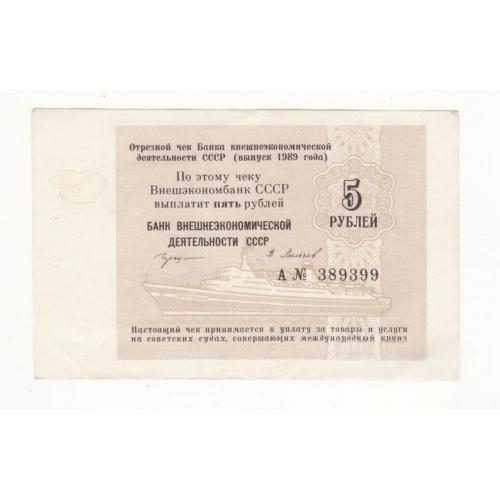 Отрезной чек Банка внешнеэкономической
деятельности СССР (выпуск 1989 года)
По этому чеку
Внешэкономбанк СССР
выплатит пять рублей
5
РУБЛЕЙ
БАНК ВНЕШНЕЭКОНОМИЧЕСКОЙ
ДЕЯТЕЛЬНОСТИ СССР
А № 389399
Настоящий чек принимается в уплату за товары и услуги
на советских судах, совершающих международный круиз